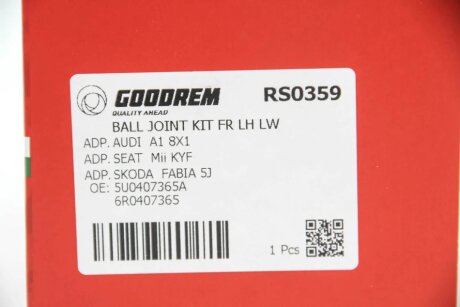 GOODREM RS0359
QUALITY AHEAD
BALL JOINT KIT FR LH LW
ADP. AUDI A1 8X1
ADP. SEAT Mii KYF
ADP. SKODA FABIA 5J
OE: 5U0407365A
6R0407365
1 Pcs